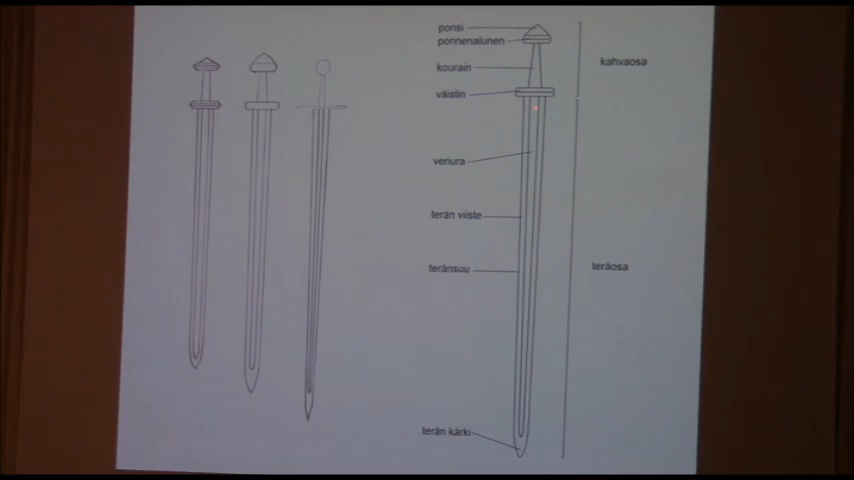 ponsi
ponnenalunen
kourain
kahvaosa
väistin
veriura
terän viiste
teränsuu
teräosa
terän kärki